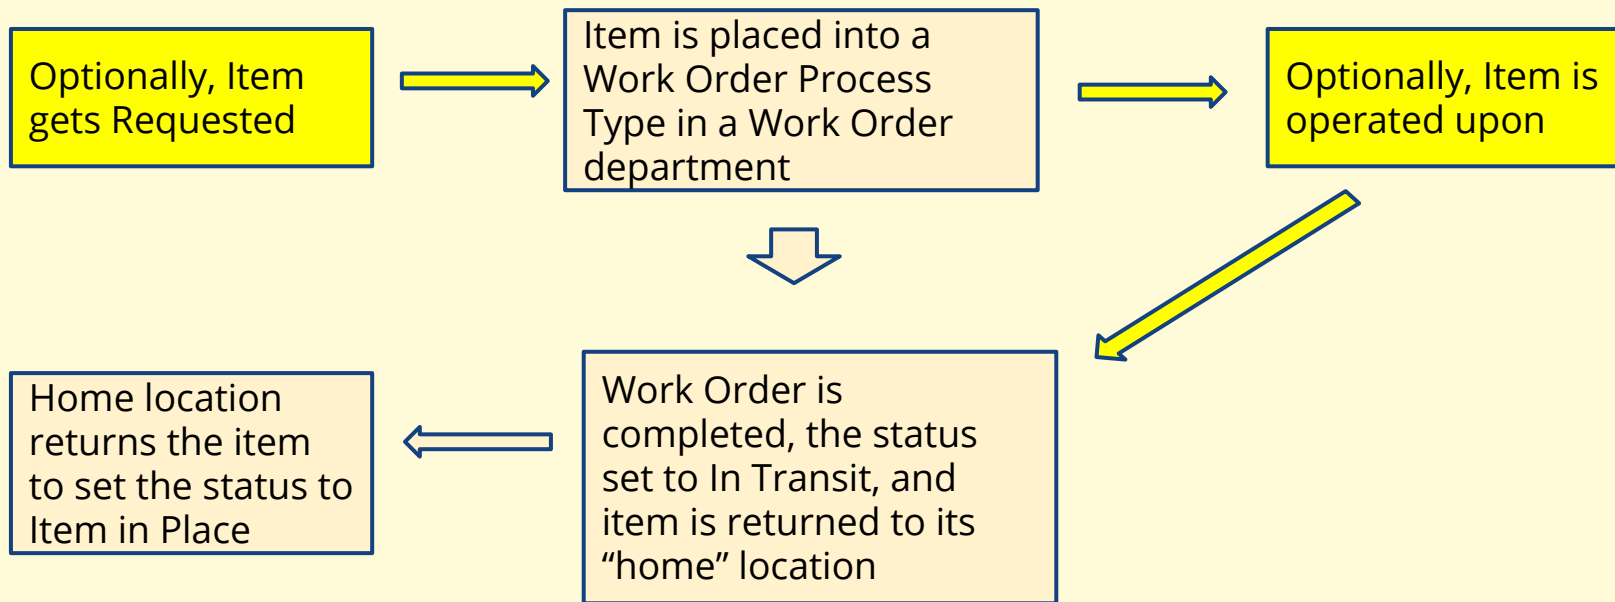 Optionally, Item
gets Requested
Item is placed into a
Work Order Process
Type in a Work Order
department
Optionally, Item is
operated upon
Work Order is
completed, the status
set to In Transit, and
item is returned to its
“home” location
Home location
returns the item
to set the status to
Item in Place